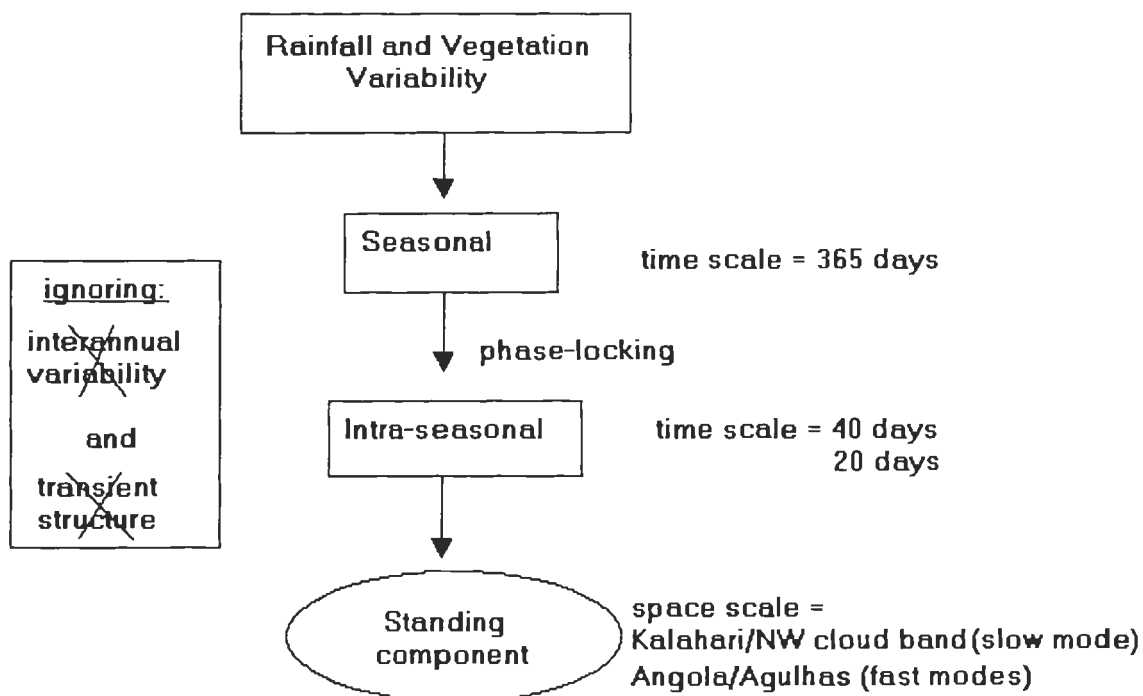 Rainfall and Vegetation
Variability
Seasonal
time scale = 365 days
ignoring:
interannual
variability
and
transient
structure
phase-locking
Intra-seasonal
time scale = 40 days
20 days
Standing
component
space scale =
Kalahari/NW cloud band (slow mode)
Angola/Agulhas (fast modes)